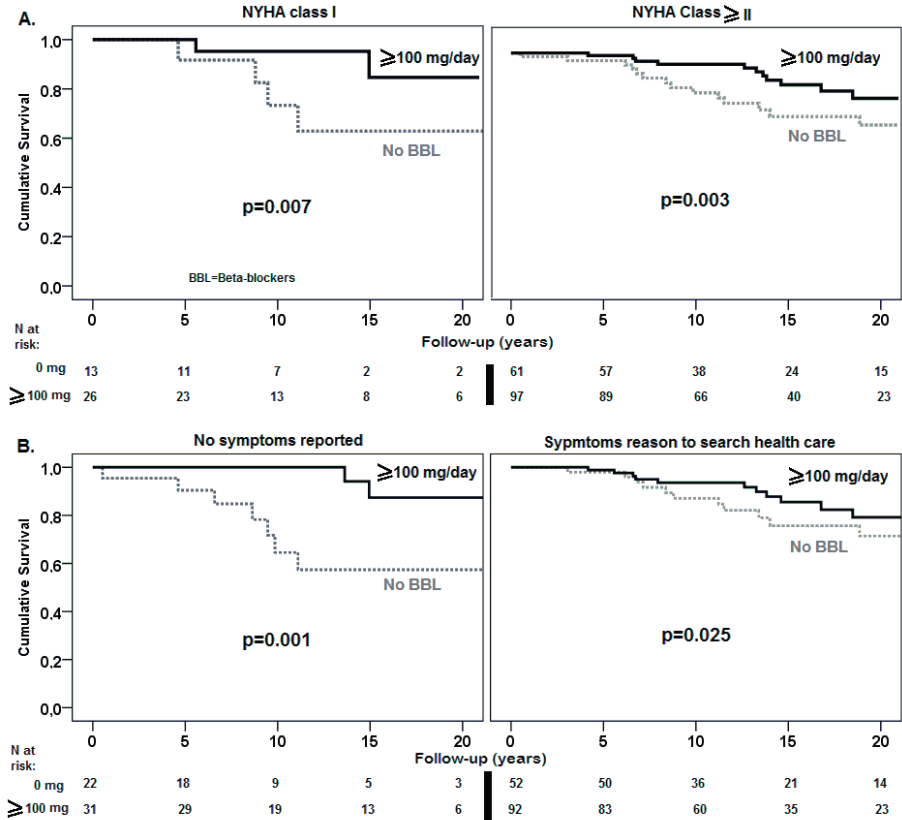 A.
NYHA class I
NYHA Class ⩾ II
Cumulative Survival
1,0
0,8
0,6
0,4
0,2
0,0
⩾100 mg/day
No BBL
p=0.007
BBL=Beta-blockers
⩾100 mg/day
No BBL
p=0.003
0 5 10 15 20 0 5 10 15 20
Follow-up (years)
N at
risk:
0 mg 13 11 7 2 2 61 57 38 24 15
⩾100 mg 26 23 13 8 6 97 89 66 40 23
B.
No symptoms reported
Sypmtoms reason to search health care
Cumulative Survival
1,0
0,8
0,6
0,4
0,2
0,0
⩾100 mg/day
No BBL
p=0.001
⩾100 mg/day
No BBL
p=0.025
0 5 10 15 20 0 5 10 15 20
Follow-up (years)
N at
risk:
0 mg 22 18 9 5 3 52 50 36 21 14
⩾100 mg 31 29 19 13 6 92 83 60 35 23